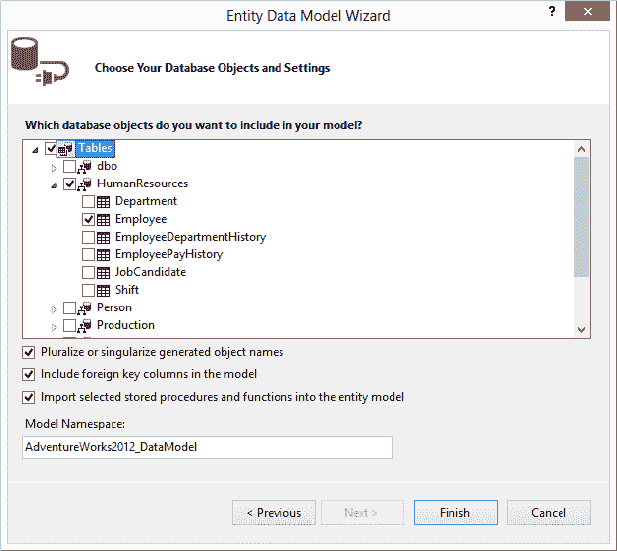 Entity Data Model Wizard
?
Choose Your Database Objects and Settings
Which database objects do you want to include in your model?
Tables
dbo
HumanResources
Department
Employee
EmployeeDepartmentHistory
EmployeePayHistory
JobCandidate
Shift
Person
Production
Pluralize or singularize generated object names
Include foreign key columns in the model
Import selected stored procedures and functions into the entity model
Model Namespace:
AdventureWorks2012_DataModel
< Previous Next > Finish Cancel